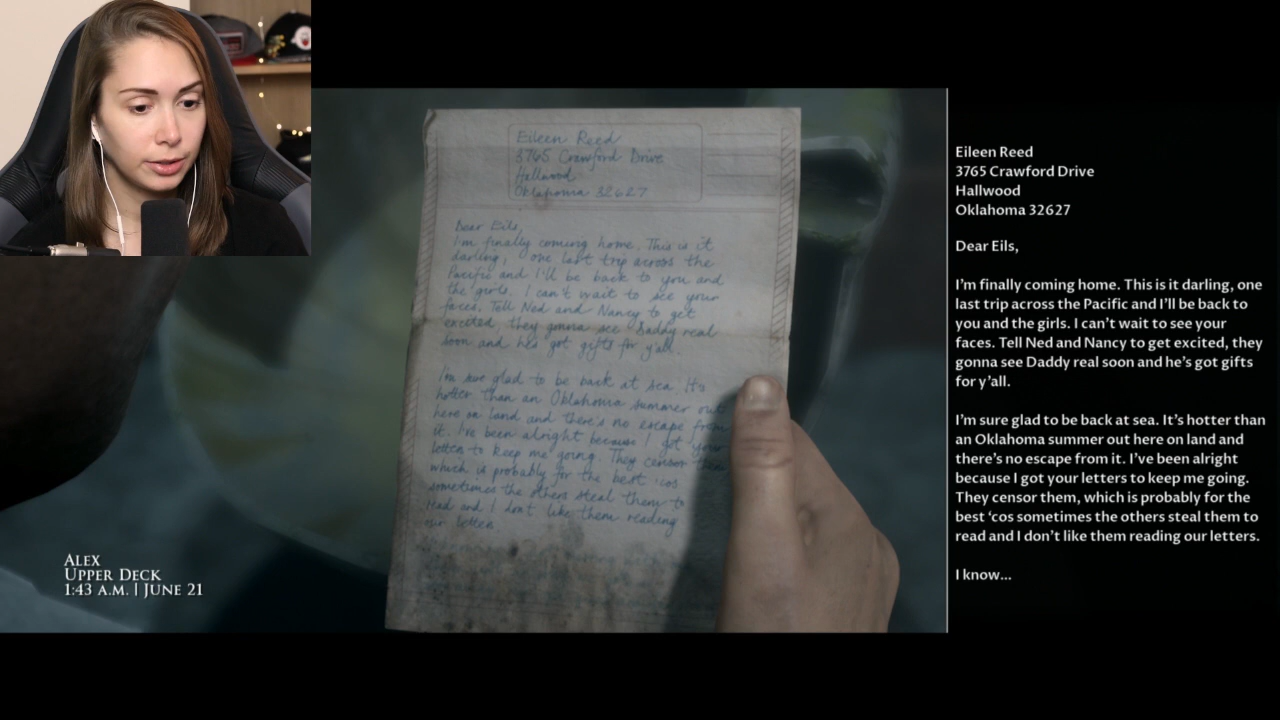 Eileen Reed
3765 Crawford Drive
Hallwood
Oklahoma 32627
Dear Eils,
I'm finally coming home. This is it
darling, one last trip across the
Pacific and I'll be back to you and
the girls. I can't wait to see your
faces. Tell Ned and Nancy to get
excited, they gonna see Daddy real
soon and he's got gifts for y'all.
I'm sure glad to be back at sea. It's
hotter than an Oklahoma summer out
here on land and there's no escape from
it. I've been alright because I got your
letters to keep me going. They censor them
which is probably for the best 'cos
sometimes the others steal them to
read and I don't like them reading
our letters
ALEX
UPPER DECK
1:43 A.M. | JUNE 21
Eileen Reed
3765 Crawford Drive
Hallwood
Oklahoma 32627
Dear Eils,
I'm finally coming home. This is it darling, one
last trip across the Pacific and I'll be back to
you and the girls. I can't wait to see your
faces. Tell Ned and Nancy to get excited, they
gonna see Daddy real soon and he's got gifts
for y'all.
I'm sure glad to be back at sea. It's hotter than
an Oklahoma summer out here on land and
there's no escape from it. I've been alright
because I got your letters to keep me going.
They censor them, which is probably for the
best 'cos sometimes the others steal them to
read and I don't like them reading our letters.
I know...